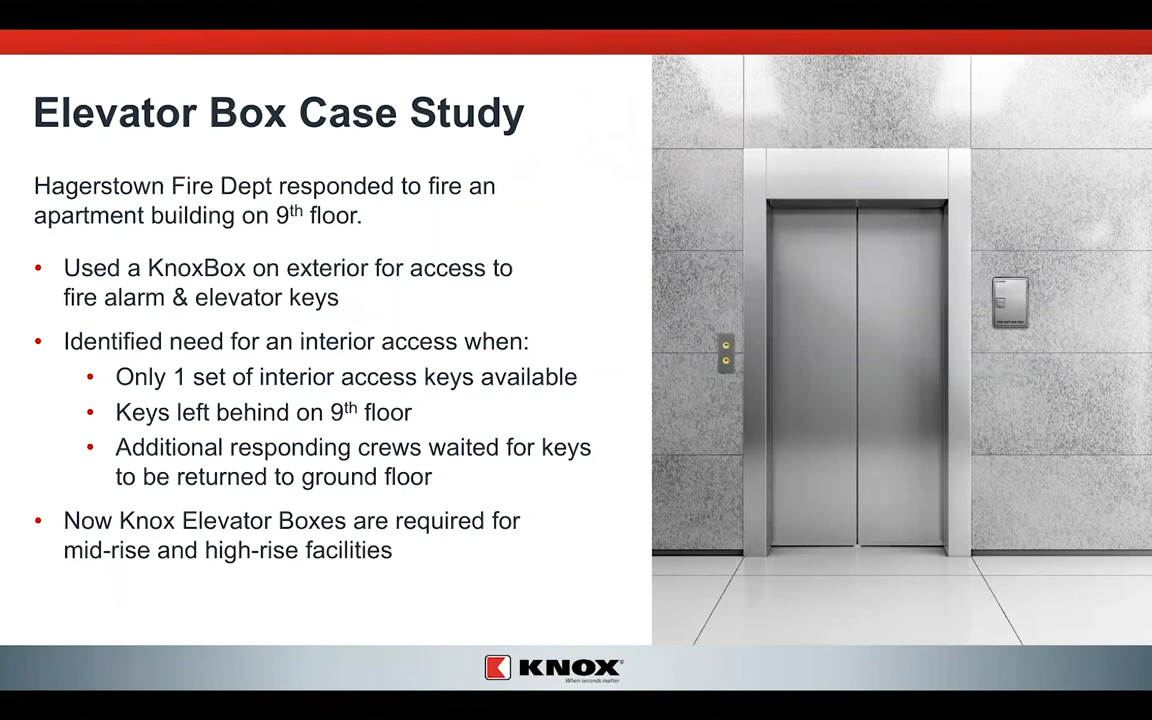 Elevator Box Case Study
Hagerstown Fire Dept responded to fire an
apartment building on 9th floor.
• Used a KnoxBox on exterior for access to
fire alarm & elevator keys
• Identified need for an interior access when:
• Only 1 set of interior access keys available
• Keys left behind on 9th floor
• Additional responding crews waited for keys
to be returned to ground floor
• Now Knox Elevator Boxes are required for
mid-rise and high-rise facilities
KNOX®
When seconds matter